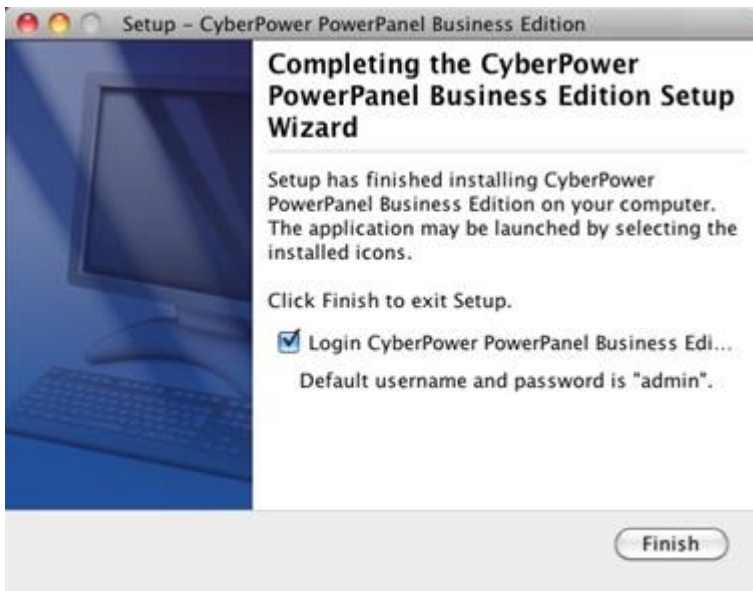 Setup – CyberPower PowerPanel Business Edition
Completing the CyberPower
PowerPanel Business Edition Setup
Wizard
Setup has finished installing CyberPower
PowerPanel Business Edition on your computer.
The application may be launched by selecting the
installed icons.
Click Finish to exit Setup.
Login CyberPower PowerPanel Business Edi...
Default username and password is "admin".
Finish